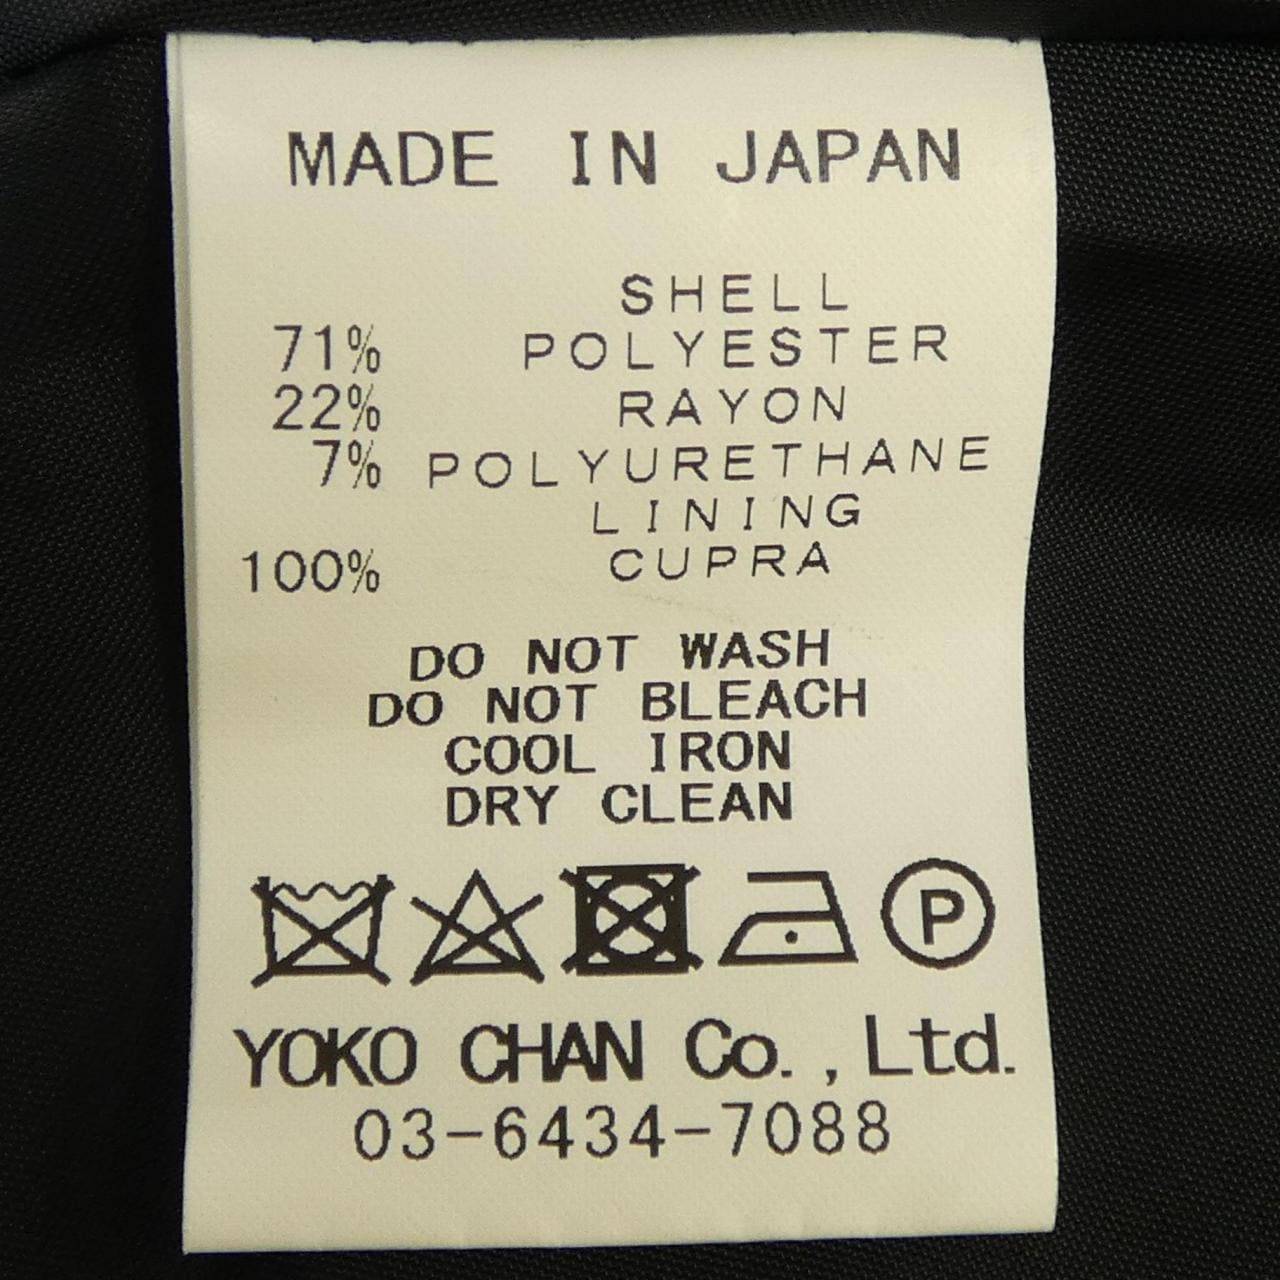 MADE IN JAPAN
SHELL
71% POLYESTER
22% RAYON
7% POLYURETHANE
LINING
100% CUPRA
DO NOT WASH
DO NOT BLEACH
COOL IRON
DRY CLEAN
P
YOKO CHAN Co., Ltd.
03-6434-7088